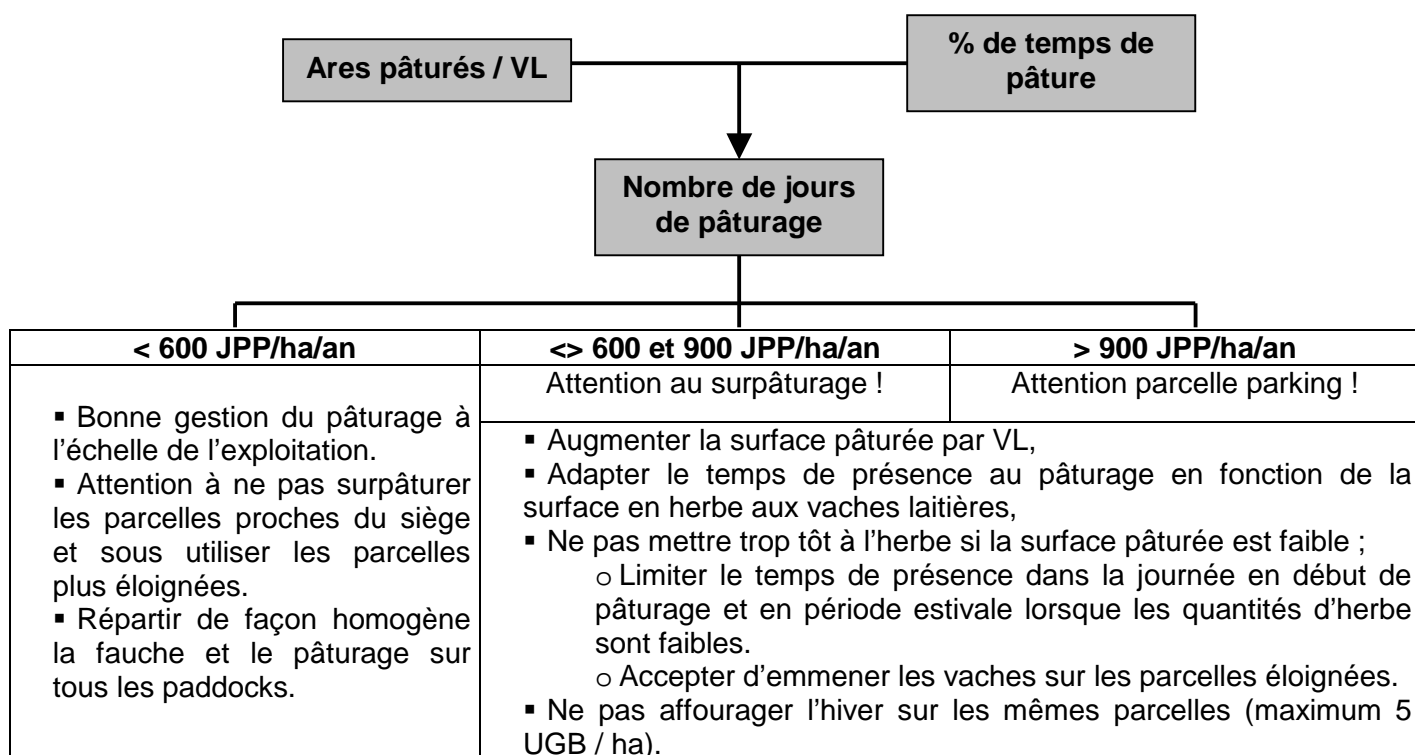 Ares pâturés / VL
% de temps de
pâture
Nombre de jours
de pâturage
< 600 JPP/ha/an
<> 600 et 900 JPP/ha/an
> 900 JPP/ha/an
▪ Bonne gestion du pâturage à
l’échelle de l’exploitation.
▪ Attention à ne pas surpâturer
les parcelles proches du siège
et sous utiliser les parcelles
plus éloignées.
▪ Répartir de façon homogène
la fauche et le pâturage sur
tous les paddocks.
Attention au surpâturage !
Attention parcelle parking !
▪ Augmenter la surface pâturée par VL,
▪ Adapter le temps de présence au pâturage en fonction de la
surface en herbe aux vaches laitières,
▪ Ne pas mettre trop tôt à l’herbe si la surface pâturée est faible ;
o Limiter le temps de présence dans la journée en début de
pâturage et en période estivale lorsque les quantités d’herbe
sont faibles.
o Accepter d’emmener les vaches sur les parcelles éloignées.
▪ Ne pas affourager l’hiver sur les mêmes parcelles (maximum 5
UGB / ha).